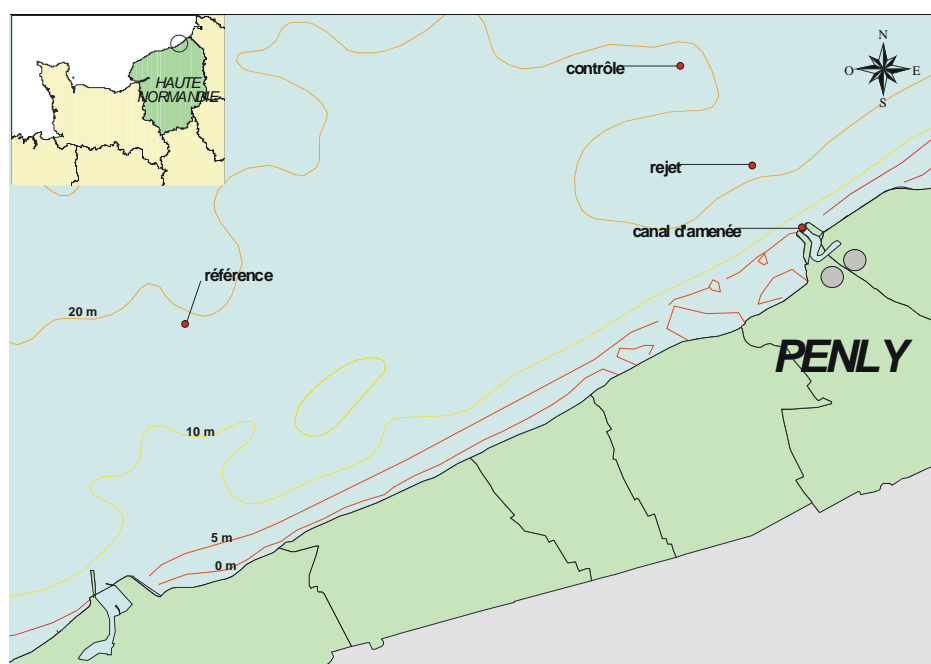 HAUTE
NORMANDIE
contrôle
N
O
E
S
rejet
canal d'amenée
référence
20 m
PENLY
10 m
5 m
0 m